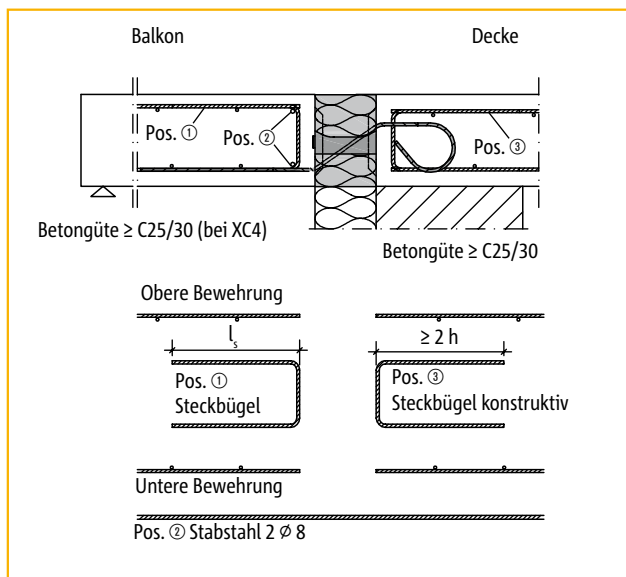 Balkon
Decke
Pos. ①
Pos. ②
Pos. ③
Betongüte ≥ C25/30 (bei XC4)
Betongüte ≥ C25/30
Obere Bewehrung
l_s
≥ 2 h
Pos. ①
Steckbügel
Pos. ③
Steckbügel konstruktiv
Untere Bewehrung
Pos. ② Stabstahl 2 ⌀ 8